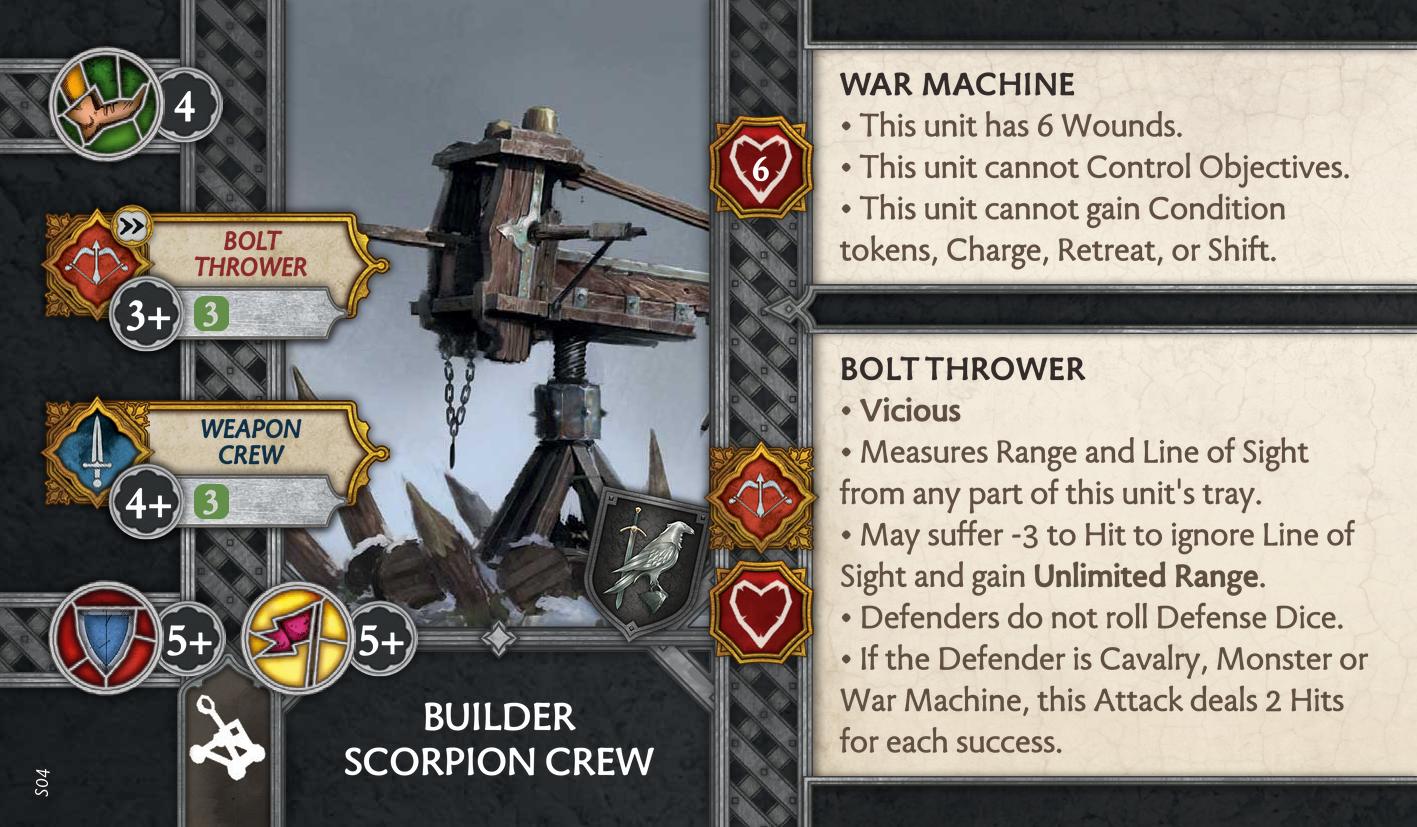 4
BOLT
THROWER
3+ 3
WEAPON
CREW
4+ 3
5+ 5+
BUILDER
SCORPION CREW
S04
6
WAR MACHINE
• This unit has 6 Wounds.
• This unit cannot Control Objectives.
• This unit cannot gain Condition
tokens, Charge, Retreat, or Shift.
BOLT THROWER
• Vicious
• Measures Range and Line of Sight
from any part of this unit's tray.
• May suffer -3 to Hit to ignore Line of
Sight and gain Unlimited Range.
• Defenders do not roll Defense Dice.
• If the Defender is Cavalry, Monster or
War Machine, this Attack deals 2 Hits
for each success.